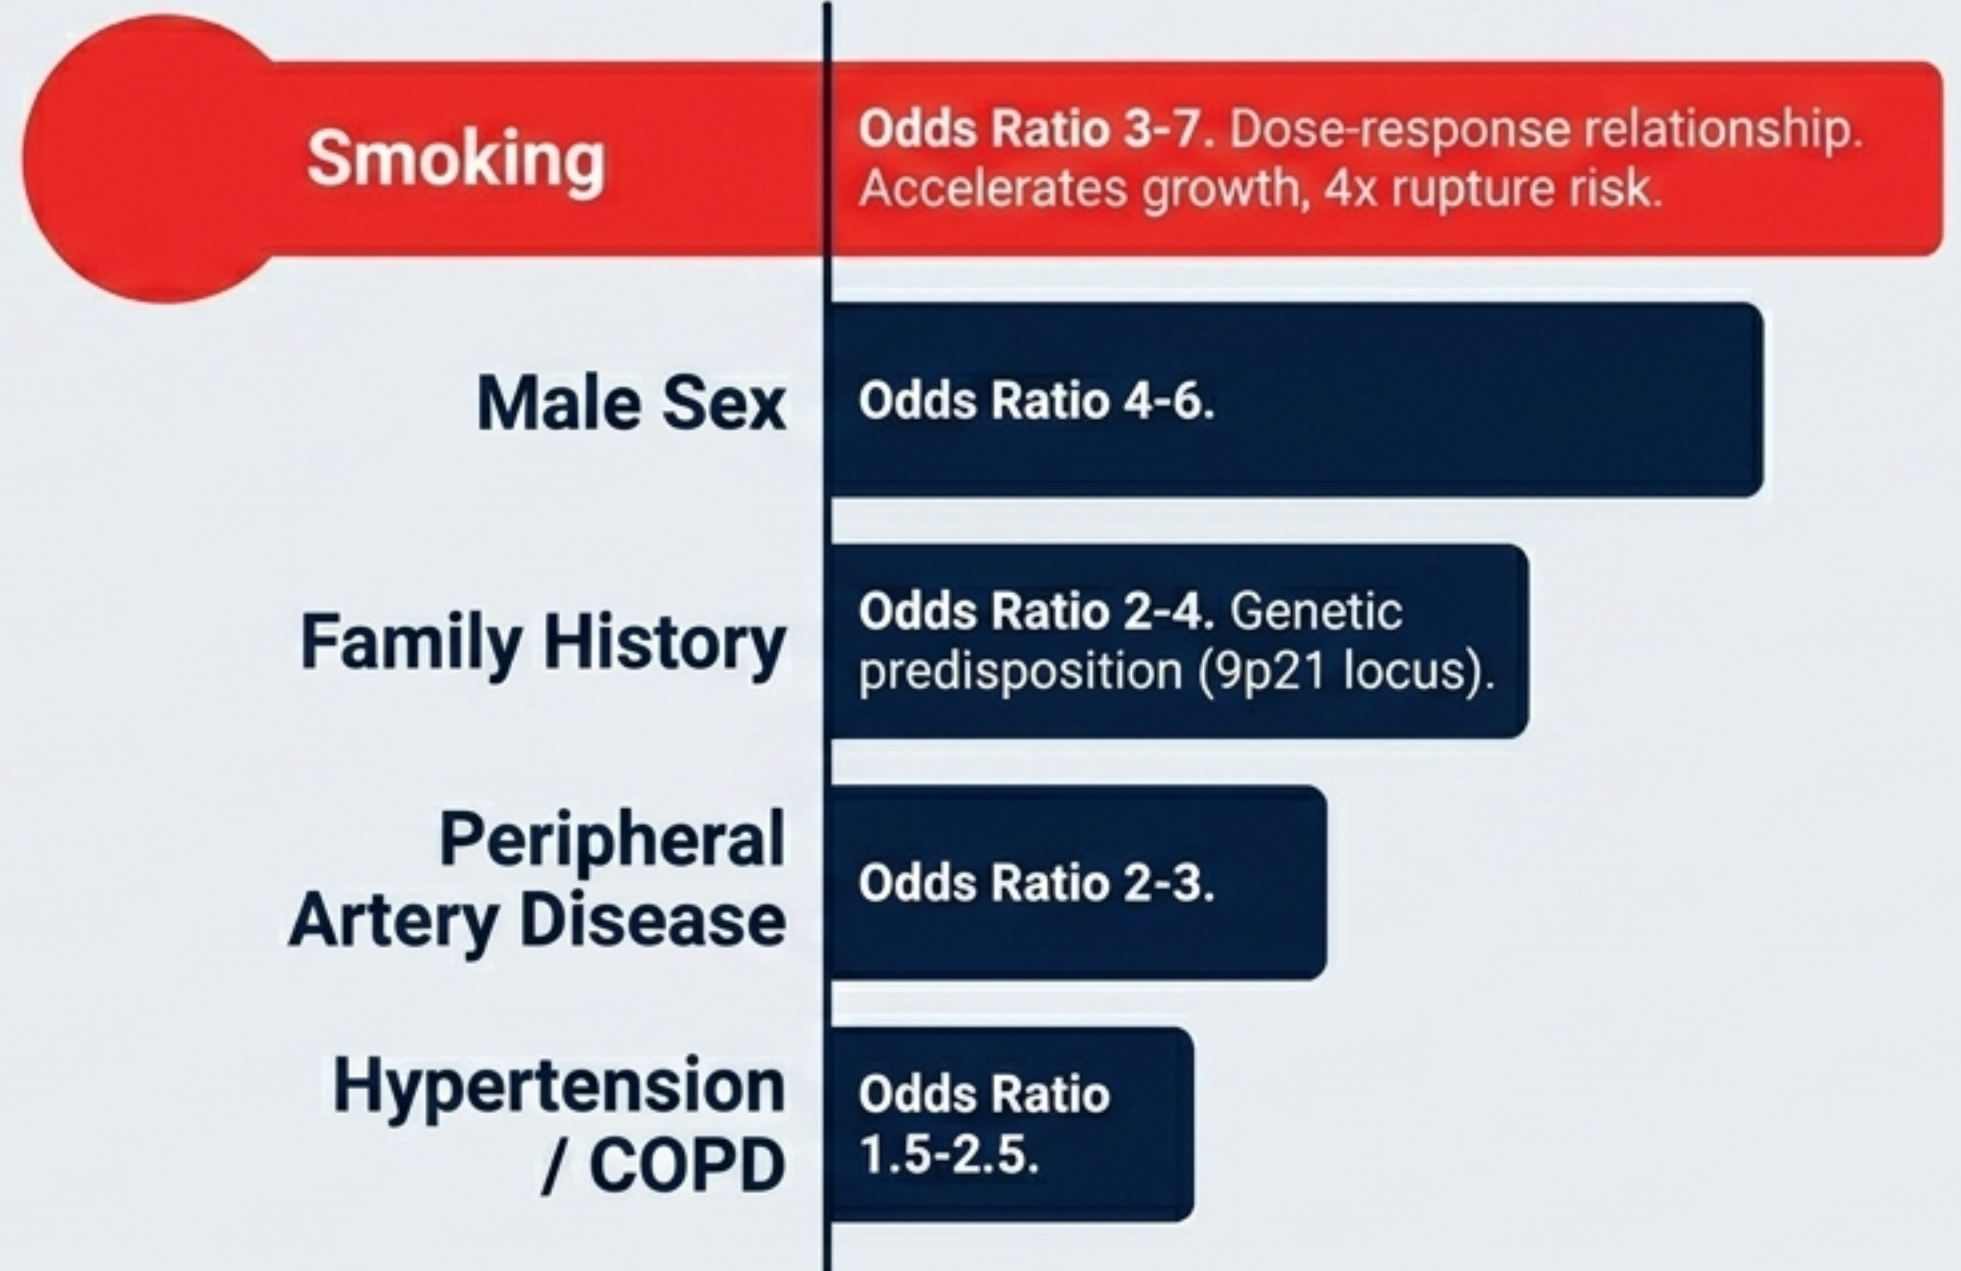 Smoking
Odds Ratio 3-7. Dose-response relationship.
Accelerates growth, 4x rupture risk.
Male Sex
Odds Ratio 4-6.
Family History
Odds Ratio 2-4. Genetic
predisposition (9p21 locus).
Peripheral
Artery Disease
Odds Ratio 2-3.
Hypertension
/ COPD
Odds Ratio
1.5-2.5.